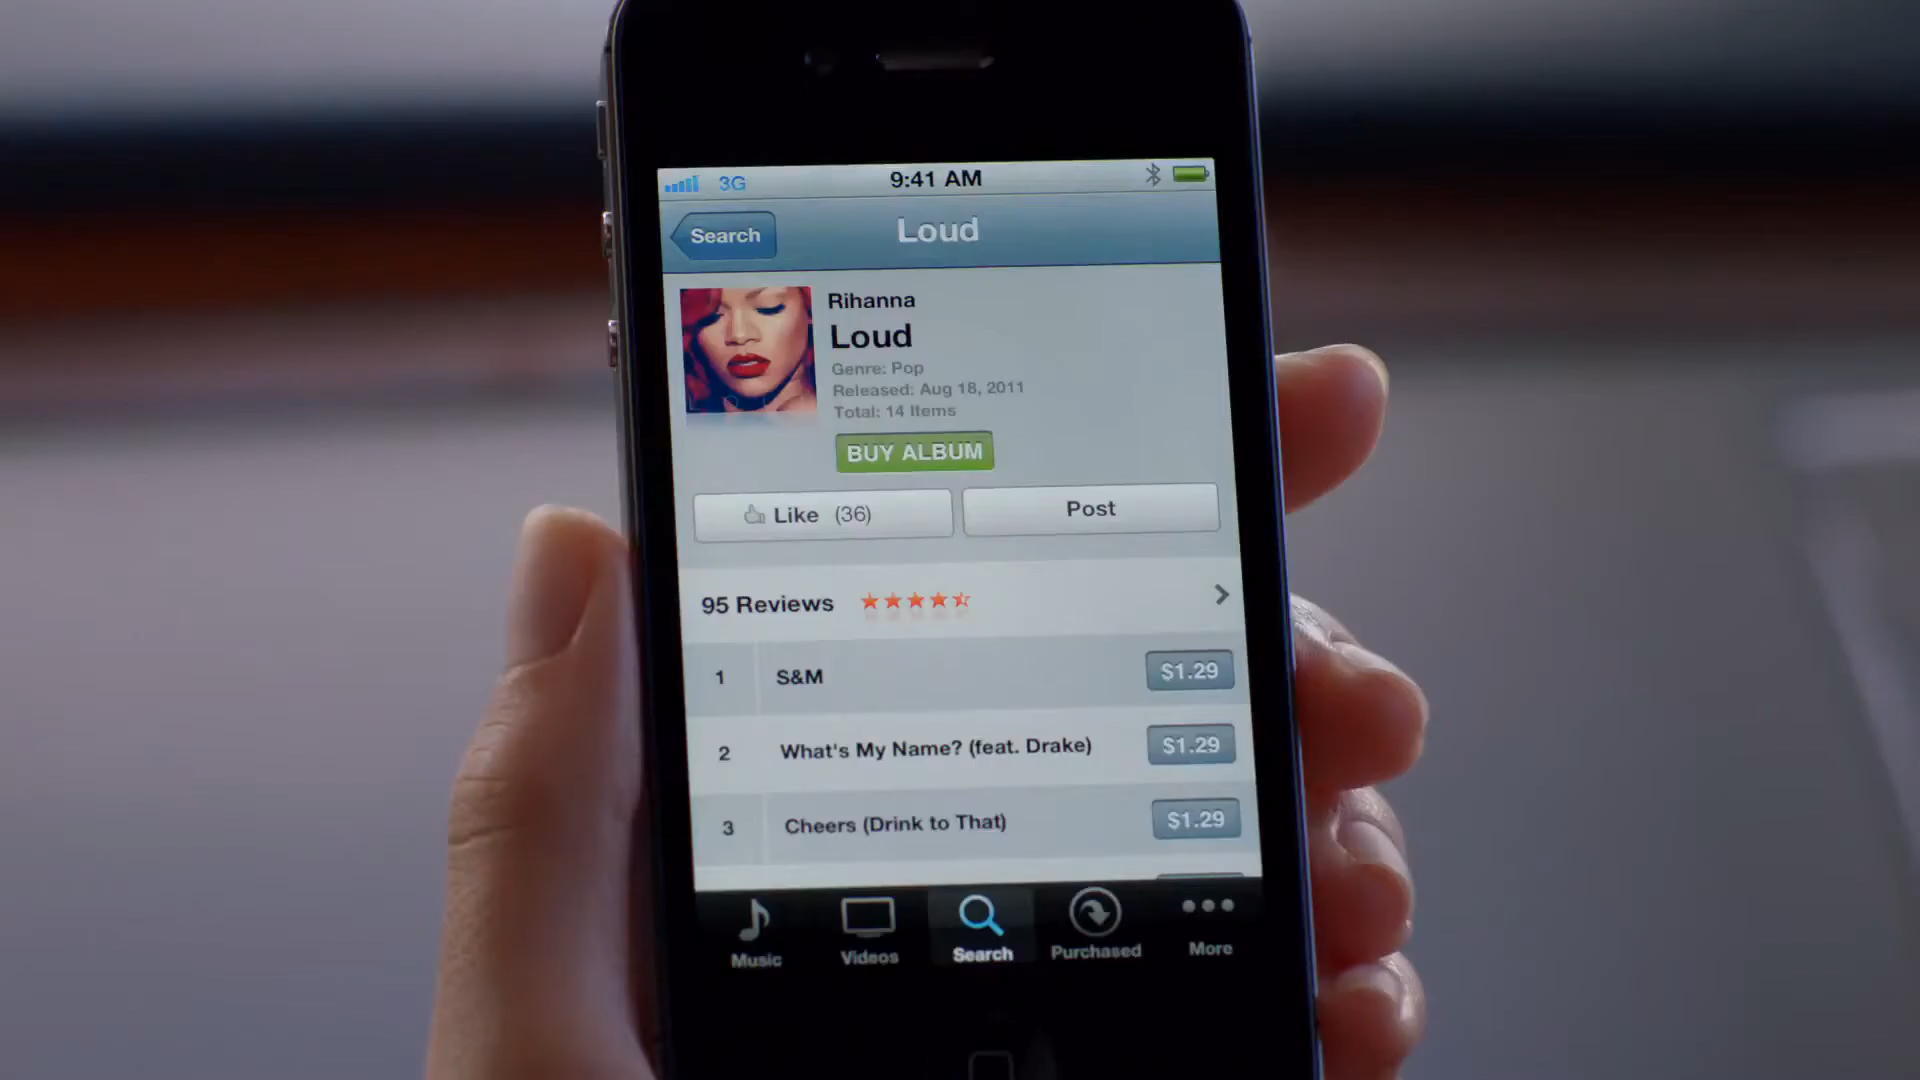 3G
9:41 AM
Search
Loud
Rihanna
Loud
Genre: Pop
Released: Aug 18, 2011
Total: 14 Items
BUY ALBUM
Like (36)
Post
95 Reviews
1 S&M $1.29
2 What's My Name? (feat. Drake) $1.29
3 Cheers (Drink to That) $1.29
Music
Videos
Search
Purchased
More